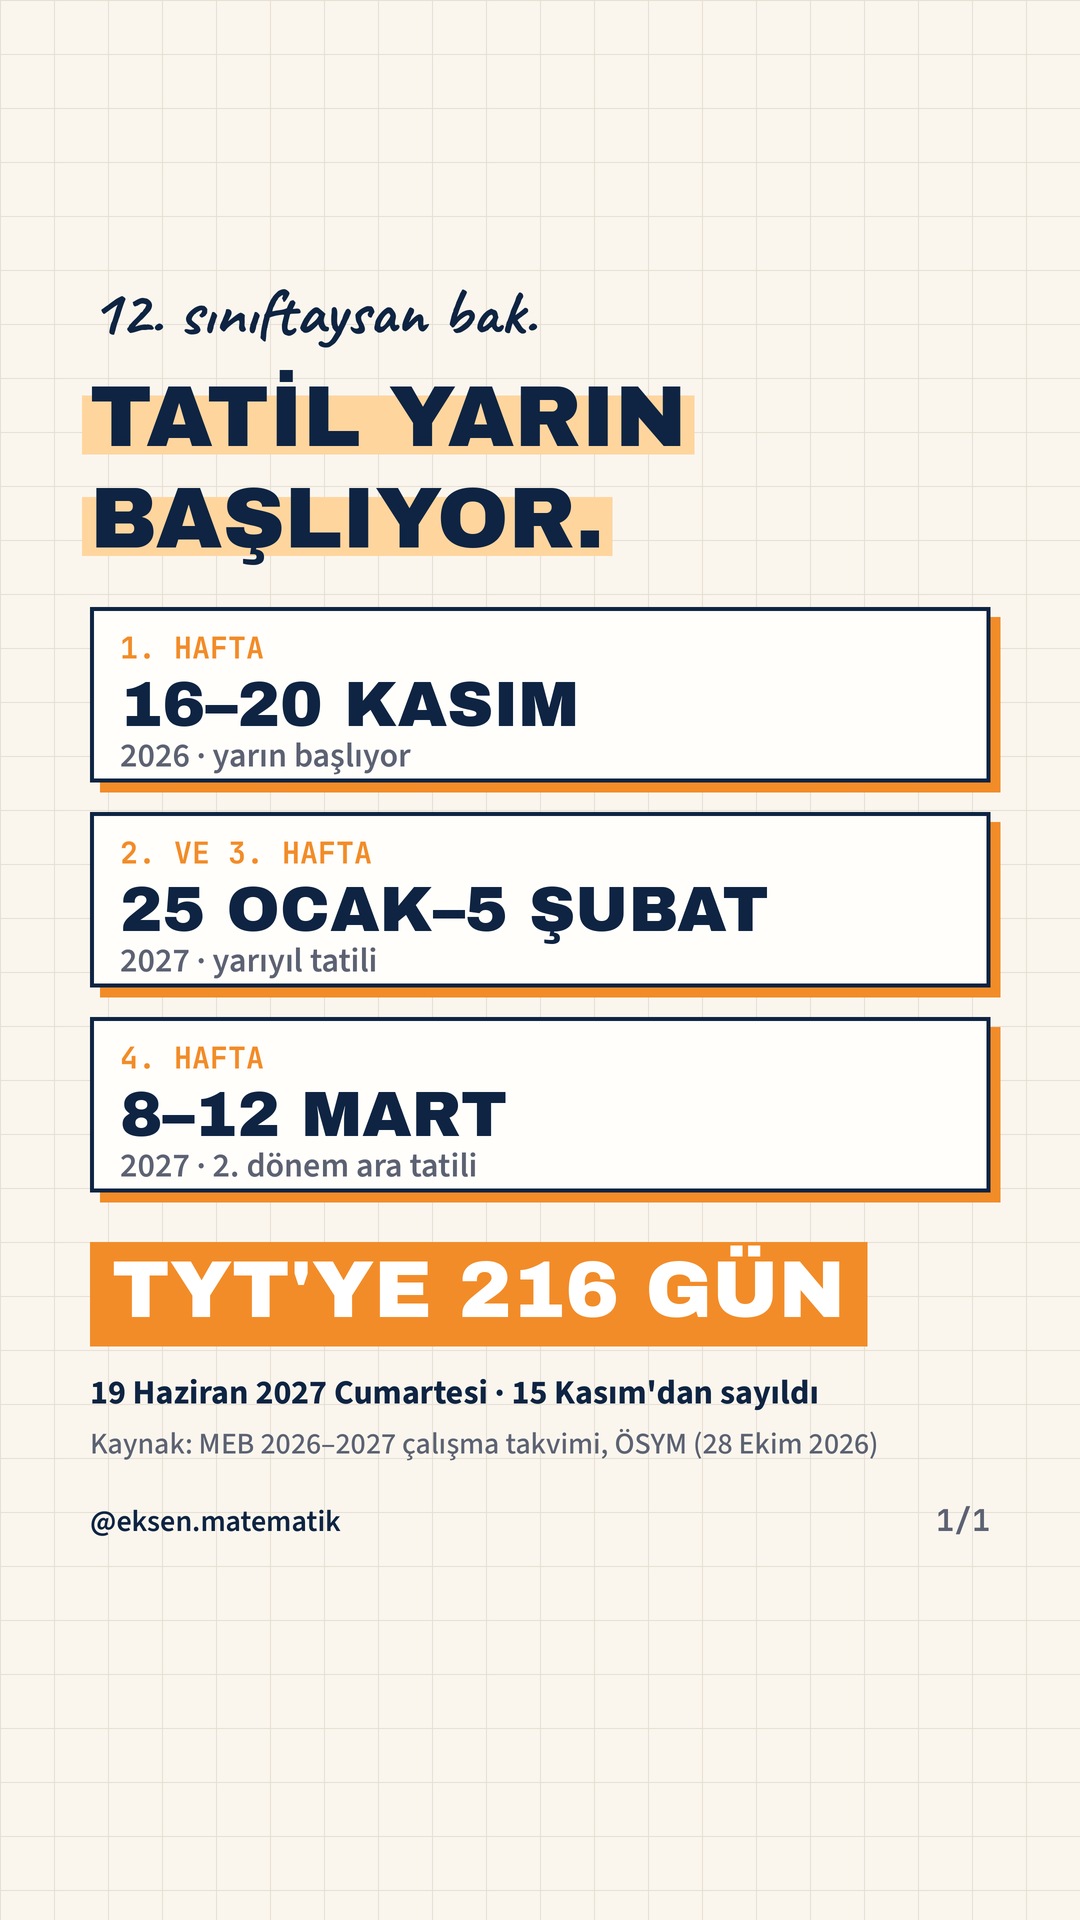 12. sınıftaysan bak.
TATİL YARIN
BAŞLIYOR.
1. HAFTA
16–20 KASIM
2026 · yarın başlıyor
2. VE 3. HAFTA
25 OCAK–5 ŞUBAT
2027 · yarıyıl tatili
4. HAFTA
8–12 MART
2027 · 2. dönem ara tatili
TYT'YE 216 GÜN
19 Haziran 2027 Cumartesi · 15 Kasım'dan sayıldı
Kaynak: MEB 2026–2027 çalışma takvimi, ÖSYM (28 Ekim 2026)
@eksen.matematik
1/1